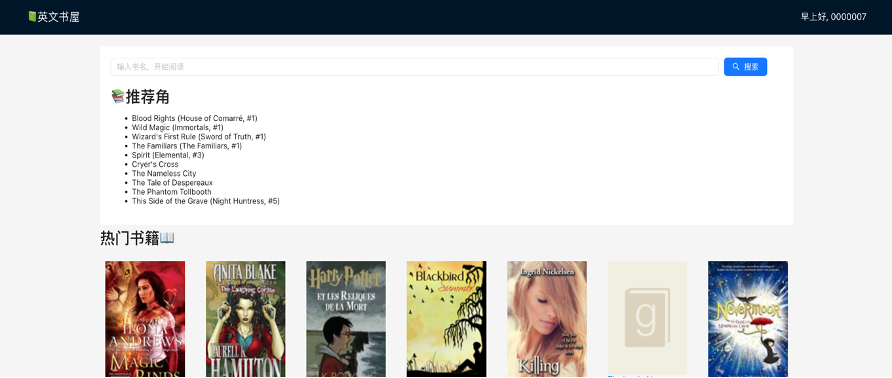 英文书屋
早上好, 0000007
输入书名，开始阅读
搜索
推荐角
Blood Rights (House of Comarré, #1)
Wild Magic (Immortals, #1)
Wizard's First Rule (Sword of Truth, #1)
The Familiars (The Familiars, #1)
Spirit (Elemental, #3)
Cryer's Cross
The Nameless City
The Tale of Despereaux
The Phantom Tollbooth
This Side of the Grave (Night Huntress, #5)
热门书籍
ILONA
ANDREWS
MAGIC
BINDS
ANITA BLAKE
The Laughing Corpse
LAURELL K.
HAMILTON
Harry Potter
ET LES RELIQUES
DE LA MORT
Blackbird
Summer
Ingrid Nickelsen
Killing
g
Nevermoor